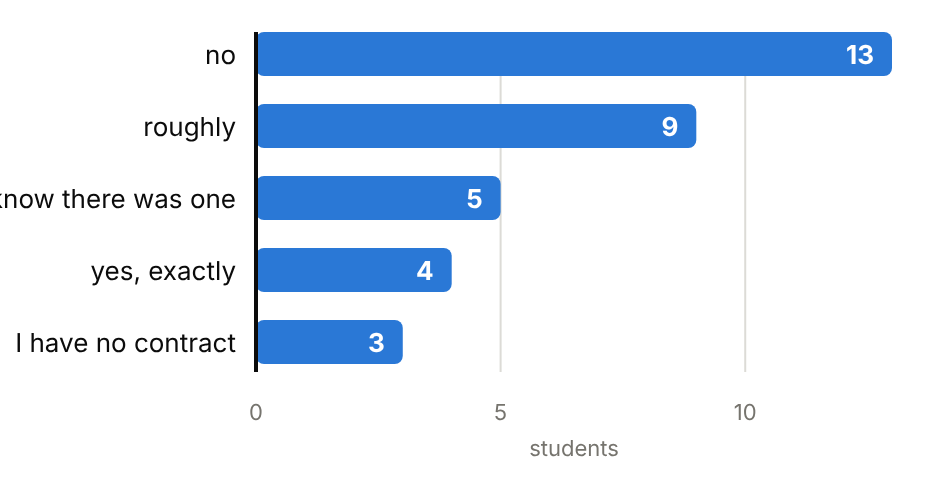 no 13
roughly 9
there was one 5
yes, exactly 4
I have no contract 3
0 5 10
students